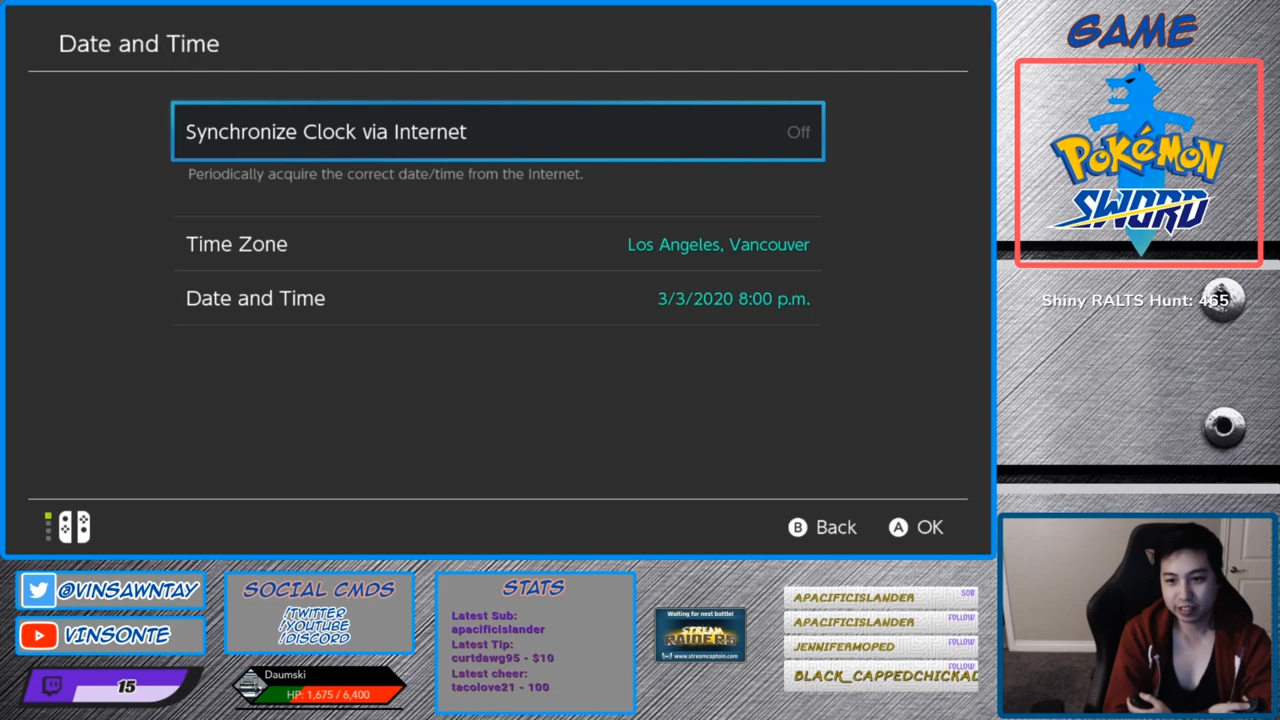 Date and Time
Synchronize Clock via Internet Off
Periodically acquire the correct date/time from the Internet.
Time Zone Los Angeles, Vancouver
Date and Time 3/3/2020 8:00 p.m.
B Back A OK
GAME
POKÉMON
SWORD
Shiny RALTS Hunt: 465
@VINSAWNTAY
VINSONTE
15
SOCIAL CMDS
/TWITTER
/YOUTUBE
/DISCORD
Daumski
HP: 1,675 / 6,400
STATS
Latest Sub:
apacificislander
Latest Tip:
curtdawg95 - $10
Latest cheer:
tacolove21 - 100
Waiting for next battle!
STREAM
RAIDERS
www.streamcaptain.com
APACIFICISLANDER SUB
APACIFICISLANDER FOLLOW
JENNIFERMOPED FOLLOW
BLACK_CAPPEDCHICKAD FOLLOW